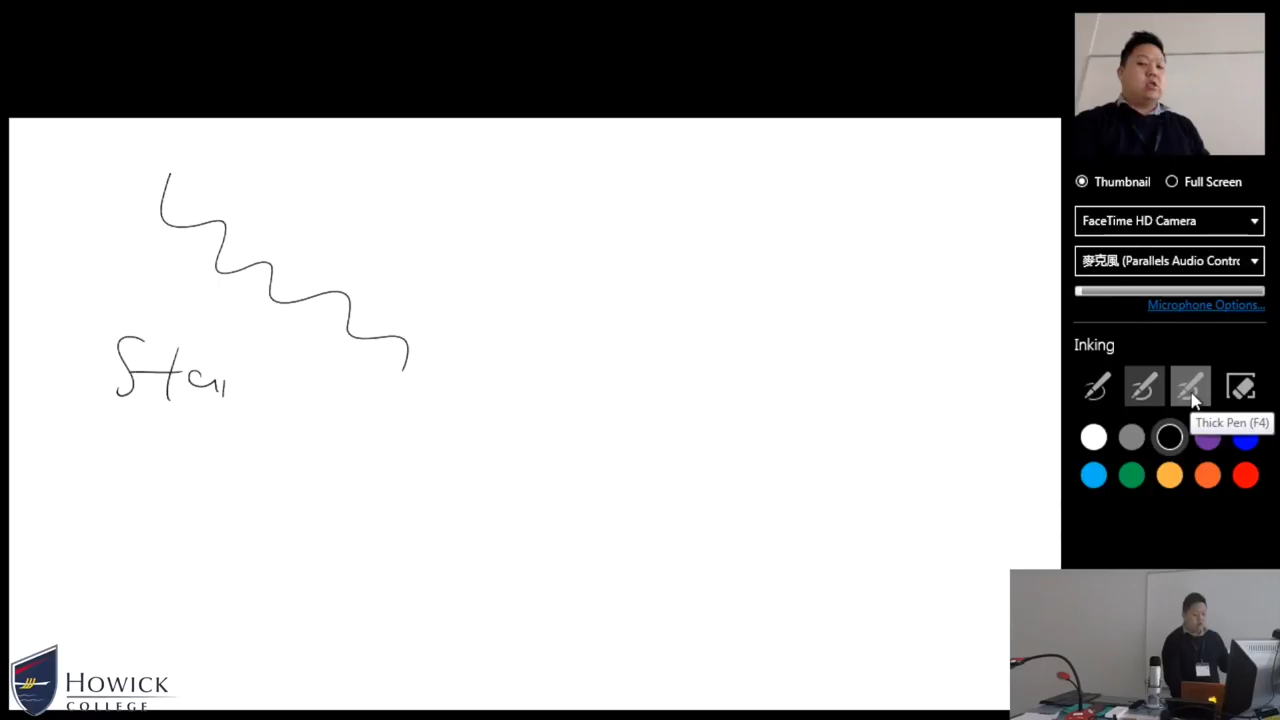 Thumbnail Full Screen
FaceTime HD Camera
麥克風 (Parallels Audio Contro
Microphone Options...
Inking
Thick Pen (F4)
HOWICK
COLLEGE